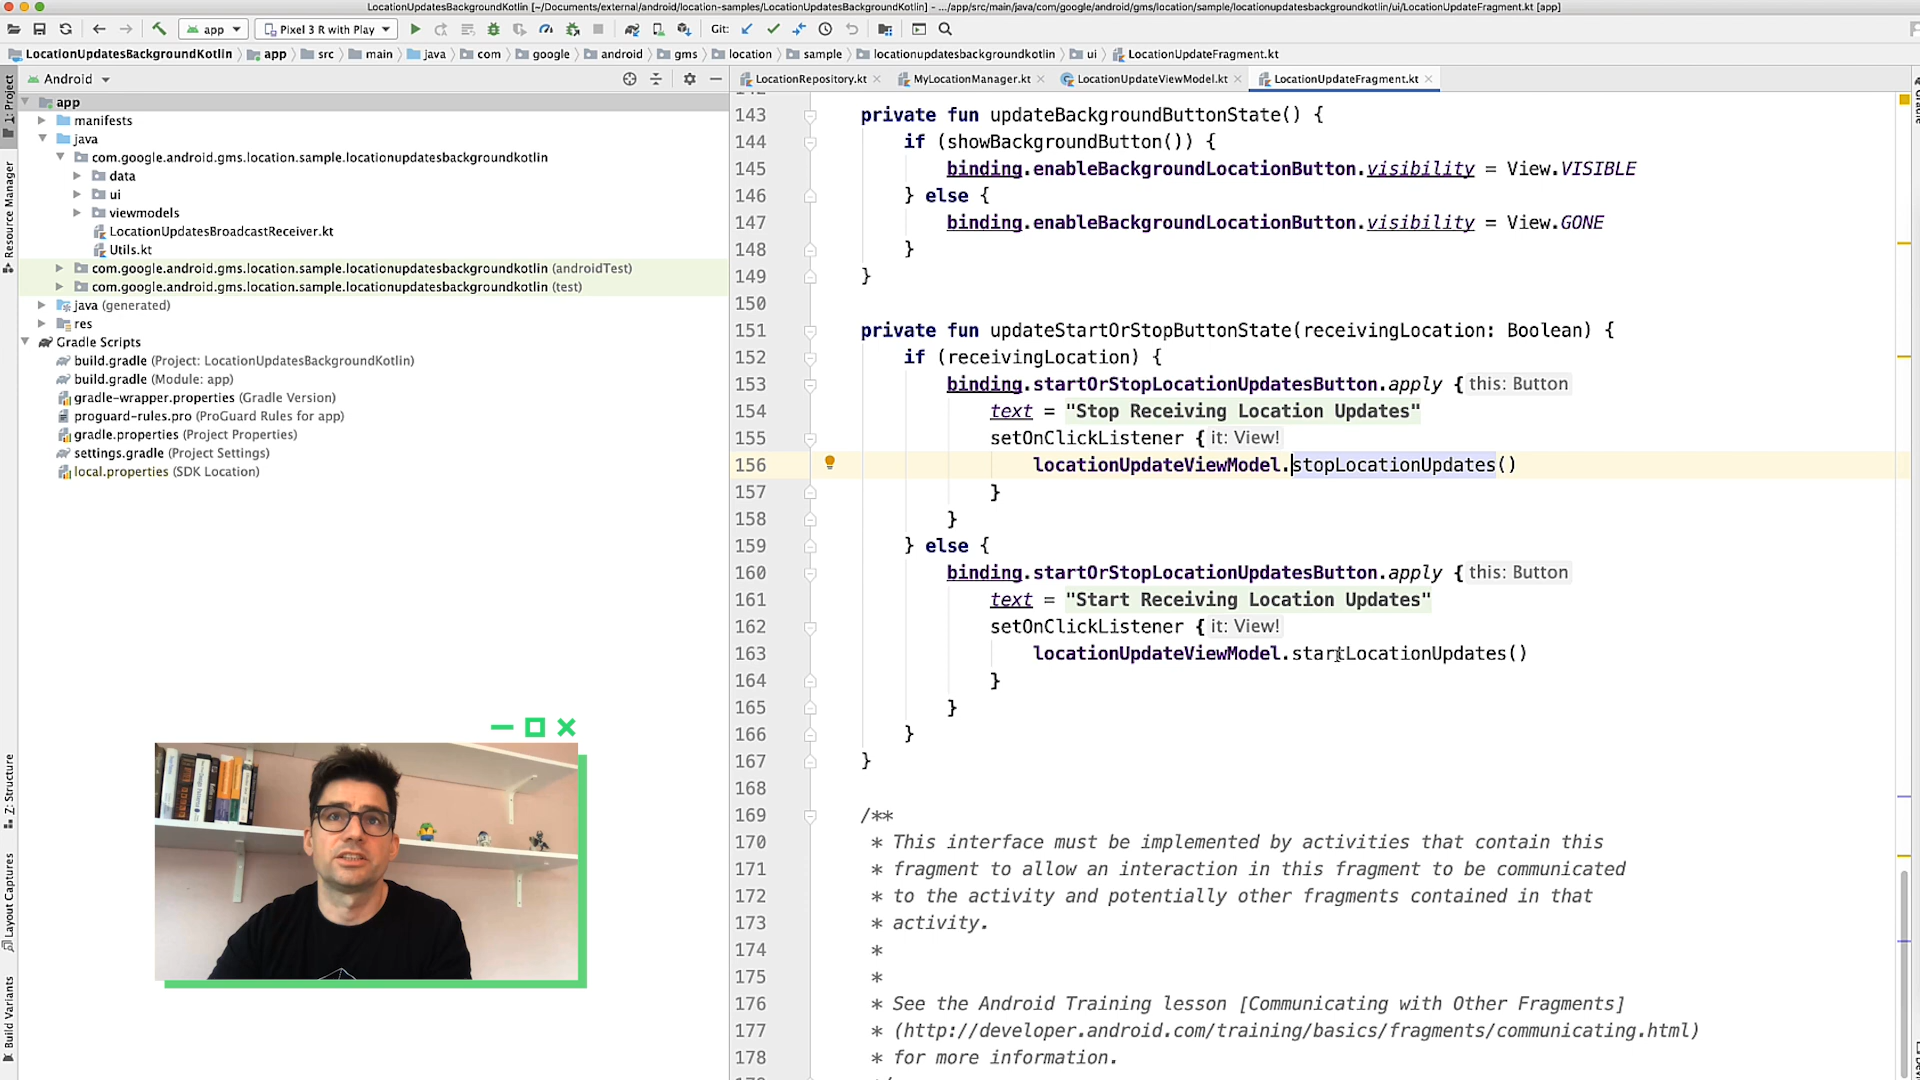 LocationUpdatesBackgroundKotlin [~/Documents/external/android/location-samples/LocationUpdatesBackgroundKotlin] - .../app/src/main/java/com/google/android/gms/location/sample/locationupdatesbackgroundkotlin/ui/LocationUpdateFragment.kt [app]
app Pixel 3 R with Play Git:
LocationUpdatesBackgroundKotlin app src main java com google android gms location sample locationupdatesbackgroundkotlin ui LocationUpdateFragment.kt
Android
LocationRepository.kt MyLocationManager.kt LocationUpdateViewModel.kt LocationUpdateFragment.kt
1: Project
Resource Manager
Z: Structure
Layout Captures
Build Variants
app
manifests
java
com.google.android.gms.location.sample.locationupdatesbackgroundkotlin
data
ui
viewmodels
LocationUpdatesBroadcastReceiver.kt
Utils.kt
com.google.android.gms.location.sample.locationupdatesbackgroundkotlin (androidTest)
com.google.android.gms.location.sample.locationupdatesbackgroundkotlin (test)
java (generated)
res
Gradle Scripts
build.gradle (Project: LocationUpdatesBackgroundKotlin)
build.gradle (Module: app)
gradle-wrapper.properties (Gradle Version)
proguard-rules.pro (ProGuard Rules for app)
gradle.properties (Project Properties)
settings.gradle (Project Settings)
local.properties (SDK Location)
143 private fun updateBackgroundButtonState() {
144 if (showBackgroundButton()) {
145 binding.enableBackgroundLocationButton.visibility = View.VISIBLE
146 } else {
147 binding.enableBackgroundLocationButton.visibility = View.GONE
148 }
149 }
150
151 private fun updateStartOrStopButtonState(receivingLocation: Boolean) {
152 if (receivingLocation) {
153 binding.startOrStopLocationUpdatesButton.apply { this: Button
154 text = "Stop Receiving Location Updates"
155 setOnClickListener { it: View!
156 locationUpdateViewModel.stopLocationUpdates()
157 }
158 }
159 } else {
160 binding.startOrStopLocationUpdatesButton.apply { this: Button
161 text = "Start Receiving Location Updates"
162 setOnClickListener { it: View!
163 locationUpdateViewModel.startLocationUpdates()
164 }
165 }
166 }
167 }
168
169 /**
170 * This interface must be implemented by activities that contain this
171 * fragment to allow an interaction in this fragment to be communicated
172 * to the activity and potentially other fragments contained in that
173 * activity.
174 *
175 *
176 * See the Android Training lesson [Communicating with Other Fragments]
177 * (http://developer.android.com/training/basics/fragments/communicating.html)
178 * for more information.